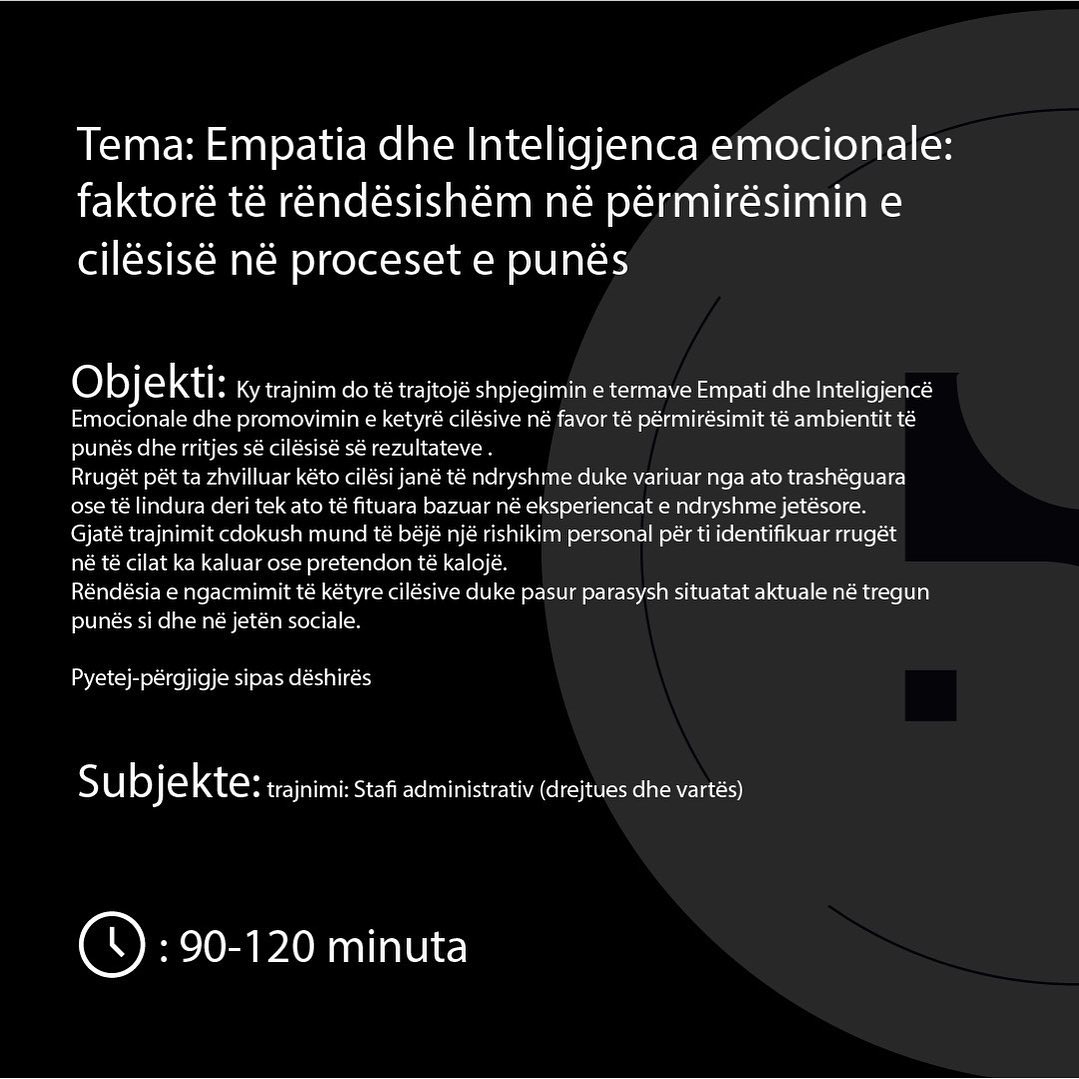 Tema: Empatia dhe Inteligjenca emocionale:
faktorë të rëndësishëm në përmirësimin e
cilësisë në proceset e punës
Objekti: Ky trajnim do të trajtojë shpjegimin e termave Empati dhe Inteligjencë
Emocionale dhe promovimin e ketyrë cilësive në favor të përmirësimit të ambientit të
punës dhe rritjes së cilësisë së rezultateve .
Rrugët pët ta zhvilluar këto cilësi janë të ndryshme duke variuar nga ato trashëguara
ose të lindura deri tek ato të fituara bazuar në eksperiencat e ndryshme jetësore.
Gjatë trajnimit cdokush mund të bëjë një rishikim personal për ti identifikuar rrugët
në të cilat ka kaluar ose pretendon të kalojë.
Rëndësia e ngacmimit të këtyre cilësive duke pasur parasysh situatat aktuale në tregun
punës si dhe në jetën sociale.
Pyetej-përgjigje sipas dëshirës
Subjekte: trajnimi: Stafi administrativ (drejtues dhe vartës)
: 90-120 minuta